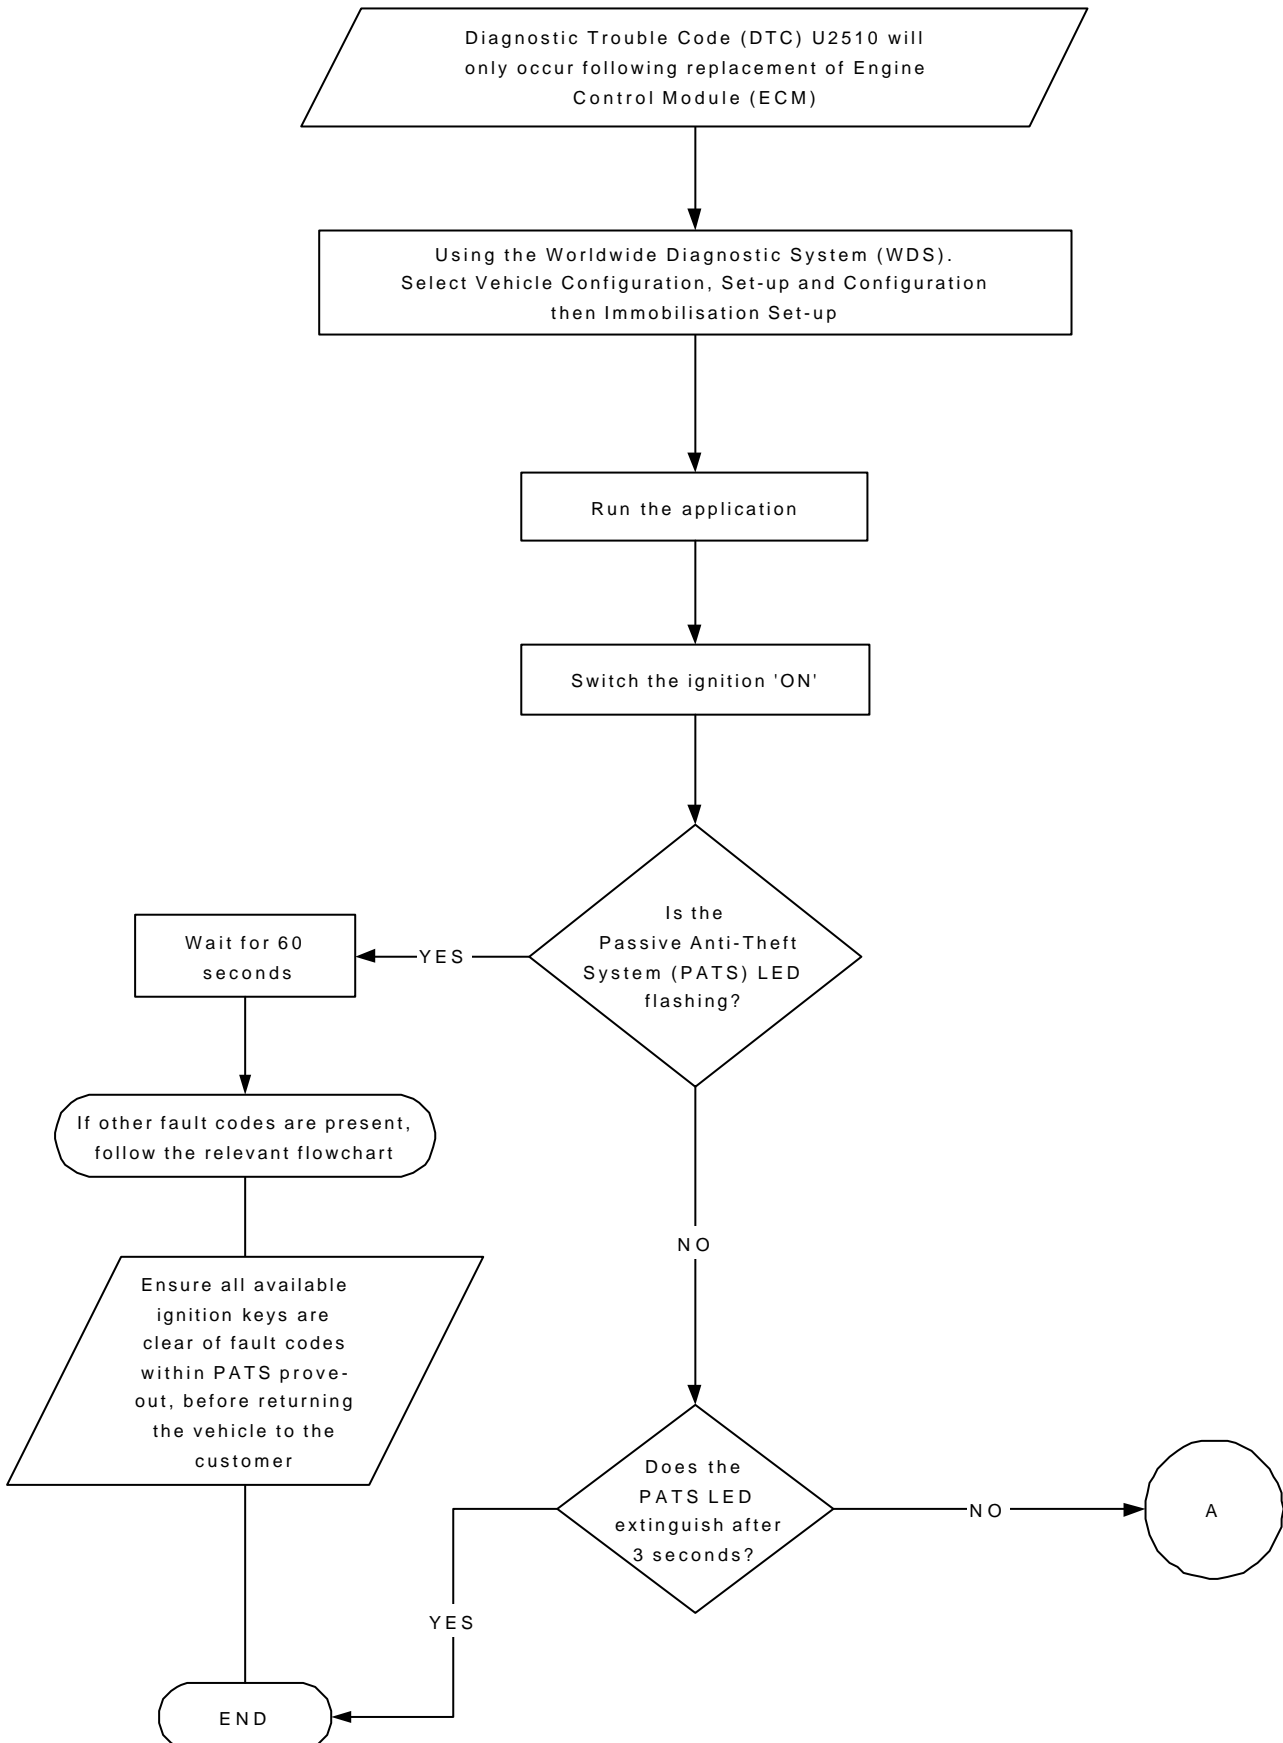 Diagnostic Trouble Code (DTC) U2510 will
only occur following replacement of Engine
Control Module (ECM)
Using the Worldwide Diagnostic System (WDS).
Select Vehicle Configuration, Set-up and Configuration
then Immobilisation Set-up
Run the application
Switch the ignition 'ON'
Is the
Passive Anti-Theft
System (PATS) LED
flashing?
YES
Wait for 60
seconds
If other fault codes are present,
follow the relevant flowchart
Ensure all available
ignition keys are
clear of fault codes
within PATS prove-
out, before returning
the vehicle to the
customer
NO
Does the
PATS LED
extinguish after
3 seconds?
NO
A
YES
END